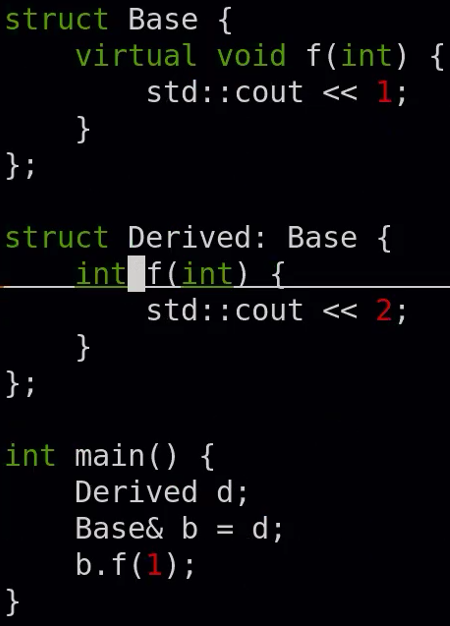 struct Base {
    virtual void f(int) {
        std::cout << 1;
    }
};

struct Derived: Base {
    int f(int) {
        std::cout << 2;
    }
};

int main() {
    Derived d;
    Base& b = d;
    b.f(1);
}